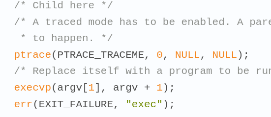 /* Child here */
/* A traced mode has to be enabled. A pare
* to happen. */
ptrace(PTRACE_TRACEME, 0, NULL, NULL);
/* Replace itself with a program to be run
execvp(argv[1], argv + 1);
err(EXIT_FAILURE, "exec");